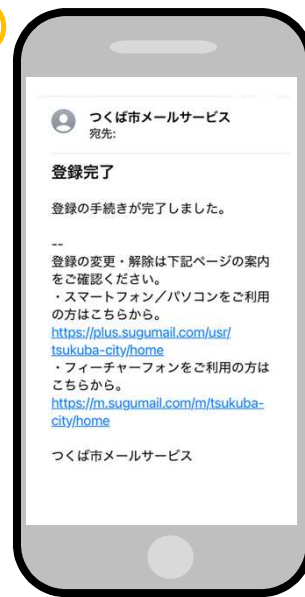 つくば市メールサービス
宛先:
登録完了
登録の手続きが完了しました。
--
登録の変更・解除は下記ページの案内
をご確認ください。
・スマートフォン／パソコンをご利用
の方はこちらから。
https://plus.sugumail.com/usr/
tsukuba-city/home
・フィーチャーフォンをご利用の方は
こちらから。
https://m.sugumail.com/m/tsukuba-
city/home
つくば市メールサービス